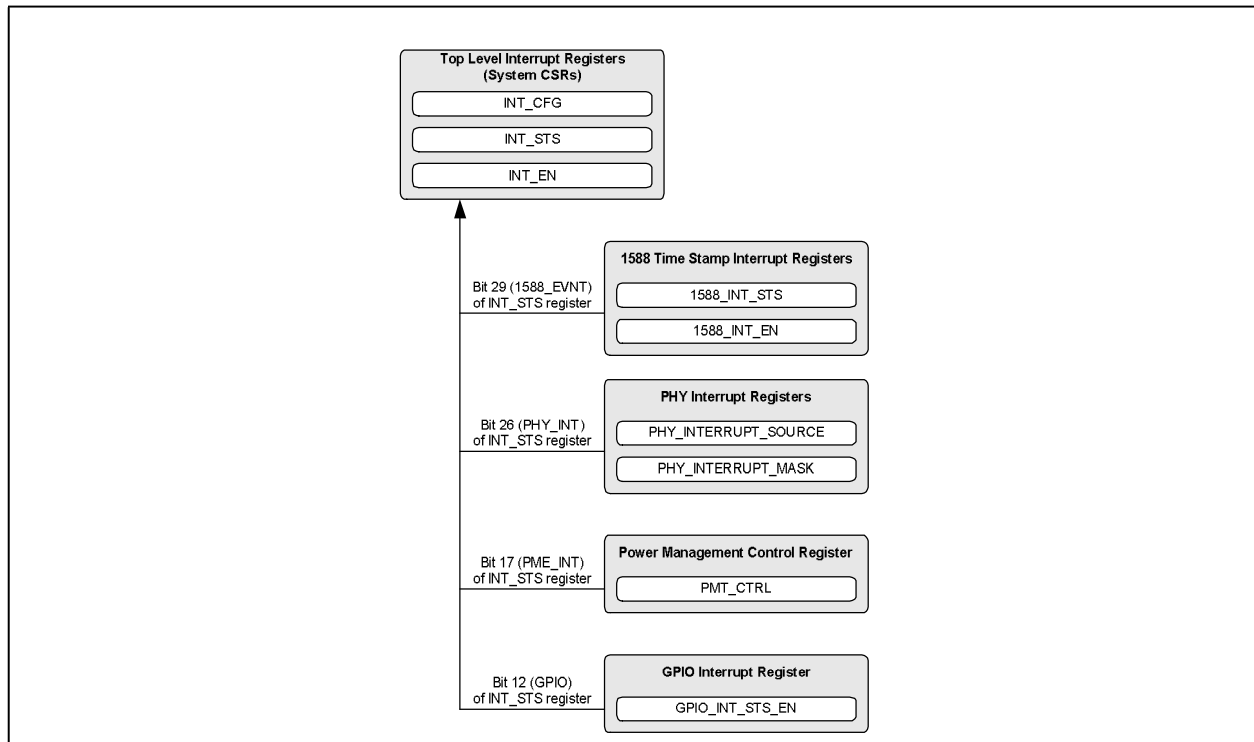 Top Level Interrupt Registers
(System CSRs)
INT_CFG
INT_STS
INT_EN
1588 Time Stamp Interrupt Registers
Bit 29 (1588_EVNT)
of INT_STS register
1588_INT_STS
1588_INT_EN
PHY Interrupt Registers
Bit 26 (PHY_INT)
of INT_STS register
PHY_INTERRUPT_SOURCE
PHY_INTERRUPT_MASK
Power Management Control Register
Bit 17 (PME_INT)
of INT_STS register
PMT_CTRL
GPIO Interrupt Register
Bit 12 (GPIO)
of INT_STS register
GPIO_INT_STS_EN